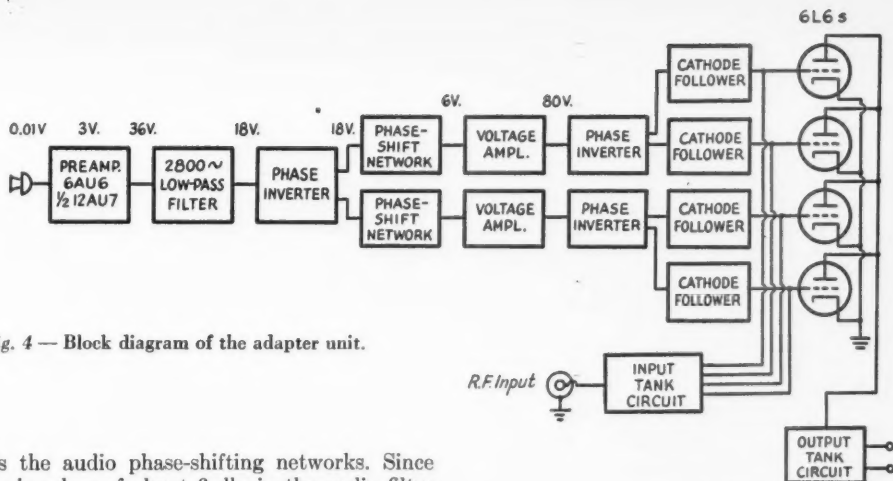 6L6s
0.01V 3V. 36V. 18V. 18V. 6V. 80V.
PREAMP.
6AU6
½ 12AU7
2800~
LOW-PASS
FILTER
PHASE
INVERTER
PHASE-
SHIFT
NETWORK
VOLTAGE
AMPL.
PHASE
INVERTER
CATHODE
FOLLOWER
CATHODE
FOLLOWER
PHASE-
SHIFT
NETWORK
VOLTAGE
AMPL.
PHASE
INVERTER
CATHODE
FOLLOWER
CATHODE
FOLLOWER
R.F. Input
INPUT
TANK
CIRCUIT
OUTPUT
TANK
CIRCUIT
g. 4 — Block diagram of the adapter unit.
s the audio phase-shifting networks. Since